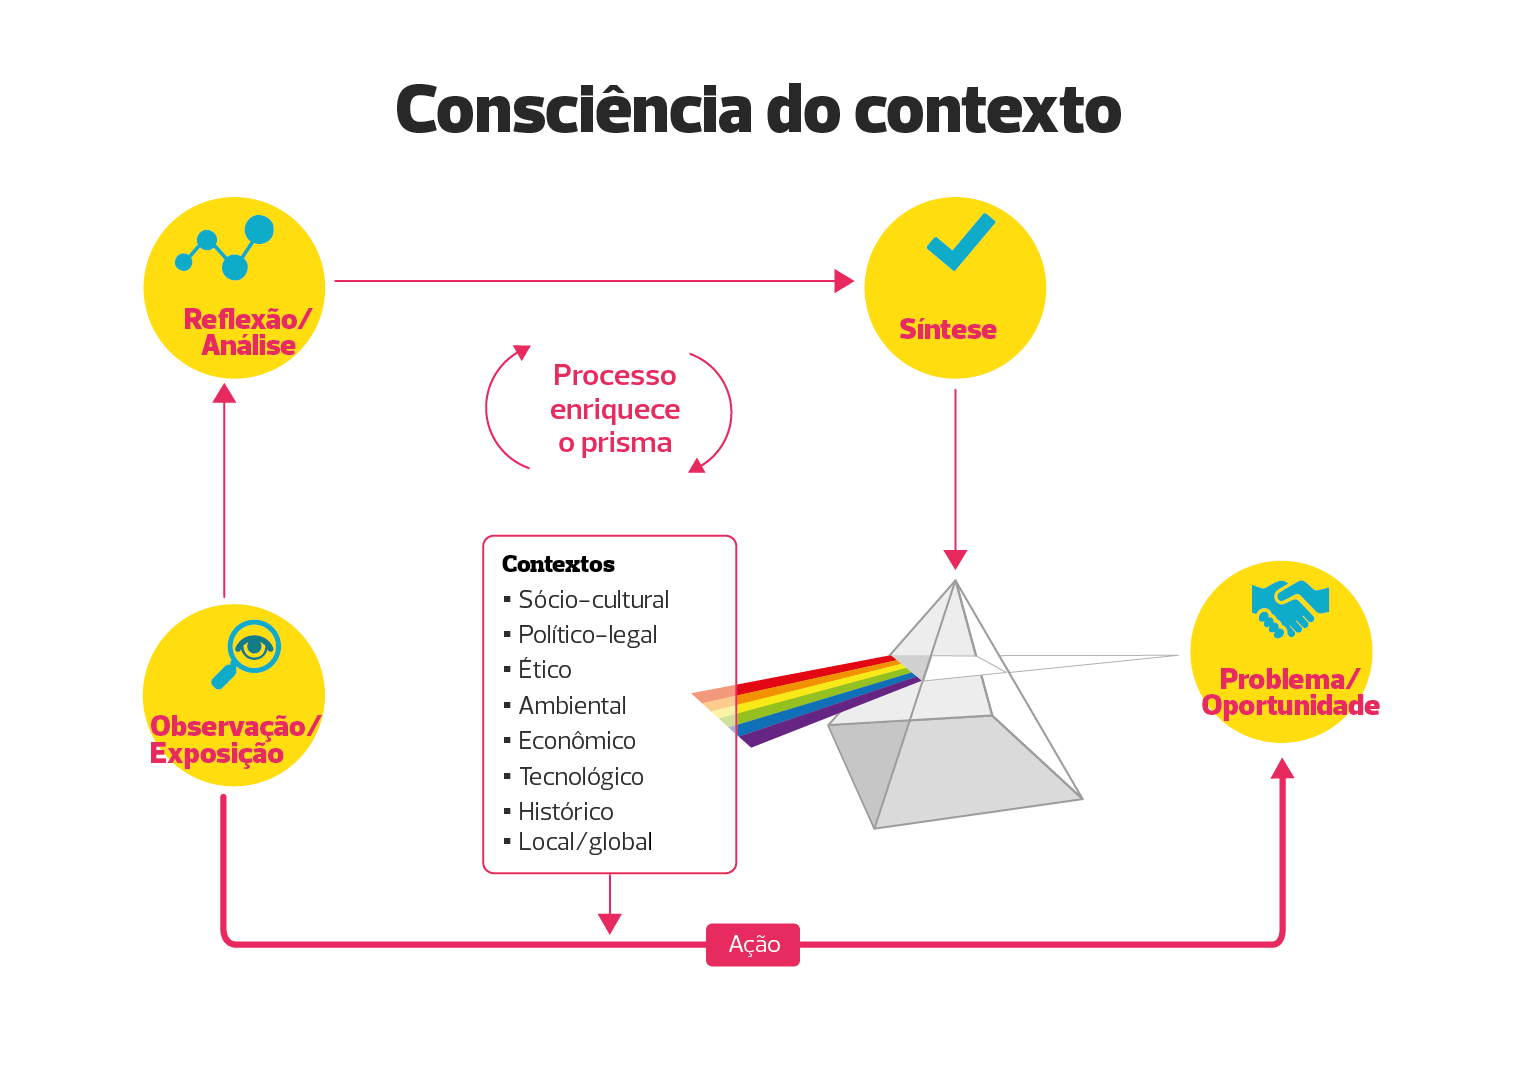 Consciência do contexto
Reflexão/
Análise
Síntese
Processo
enriquece
o prisma
Observação/
Exposição
Contextos
▪ Sócio-cultural
▪ Político-legal
▪ Ético
▪ Ambiental
▪ Econômico
▪ Tecnológico
▪ Histórico
▪ Local/global
Problema/
Oportunidade
Ação